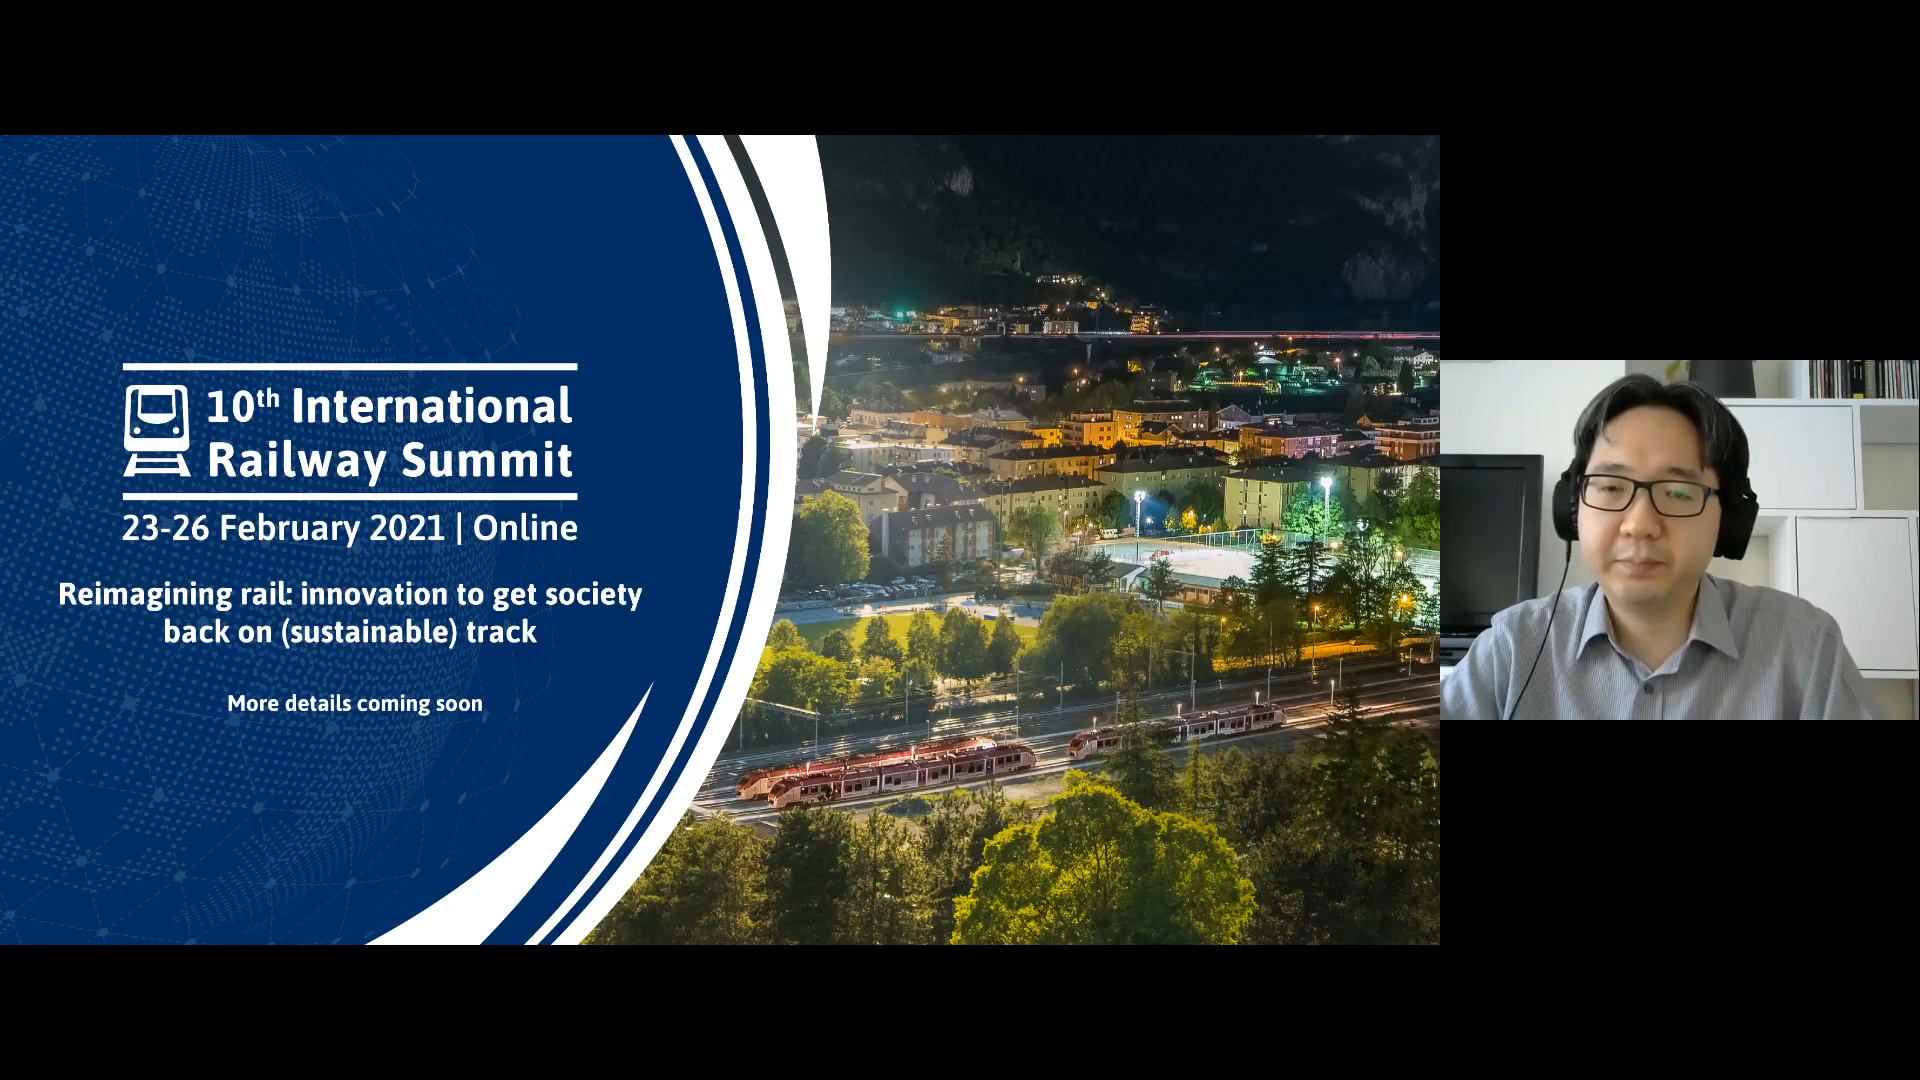 10th International
Railway Summit
23-26 February 2021 | Online
Reimagining rail: innovation to get society
back on (sustainable) track
More details coming soon